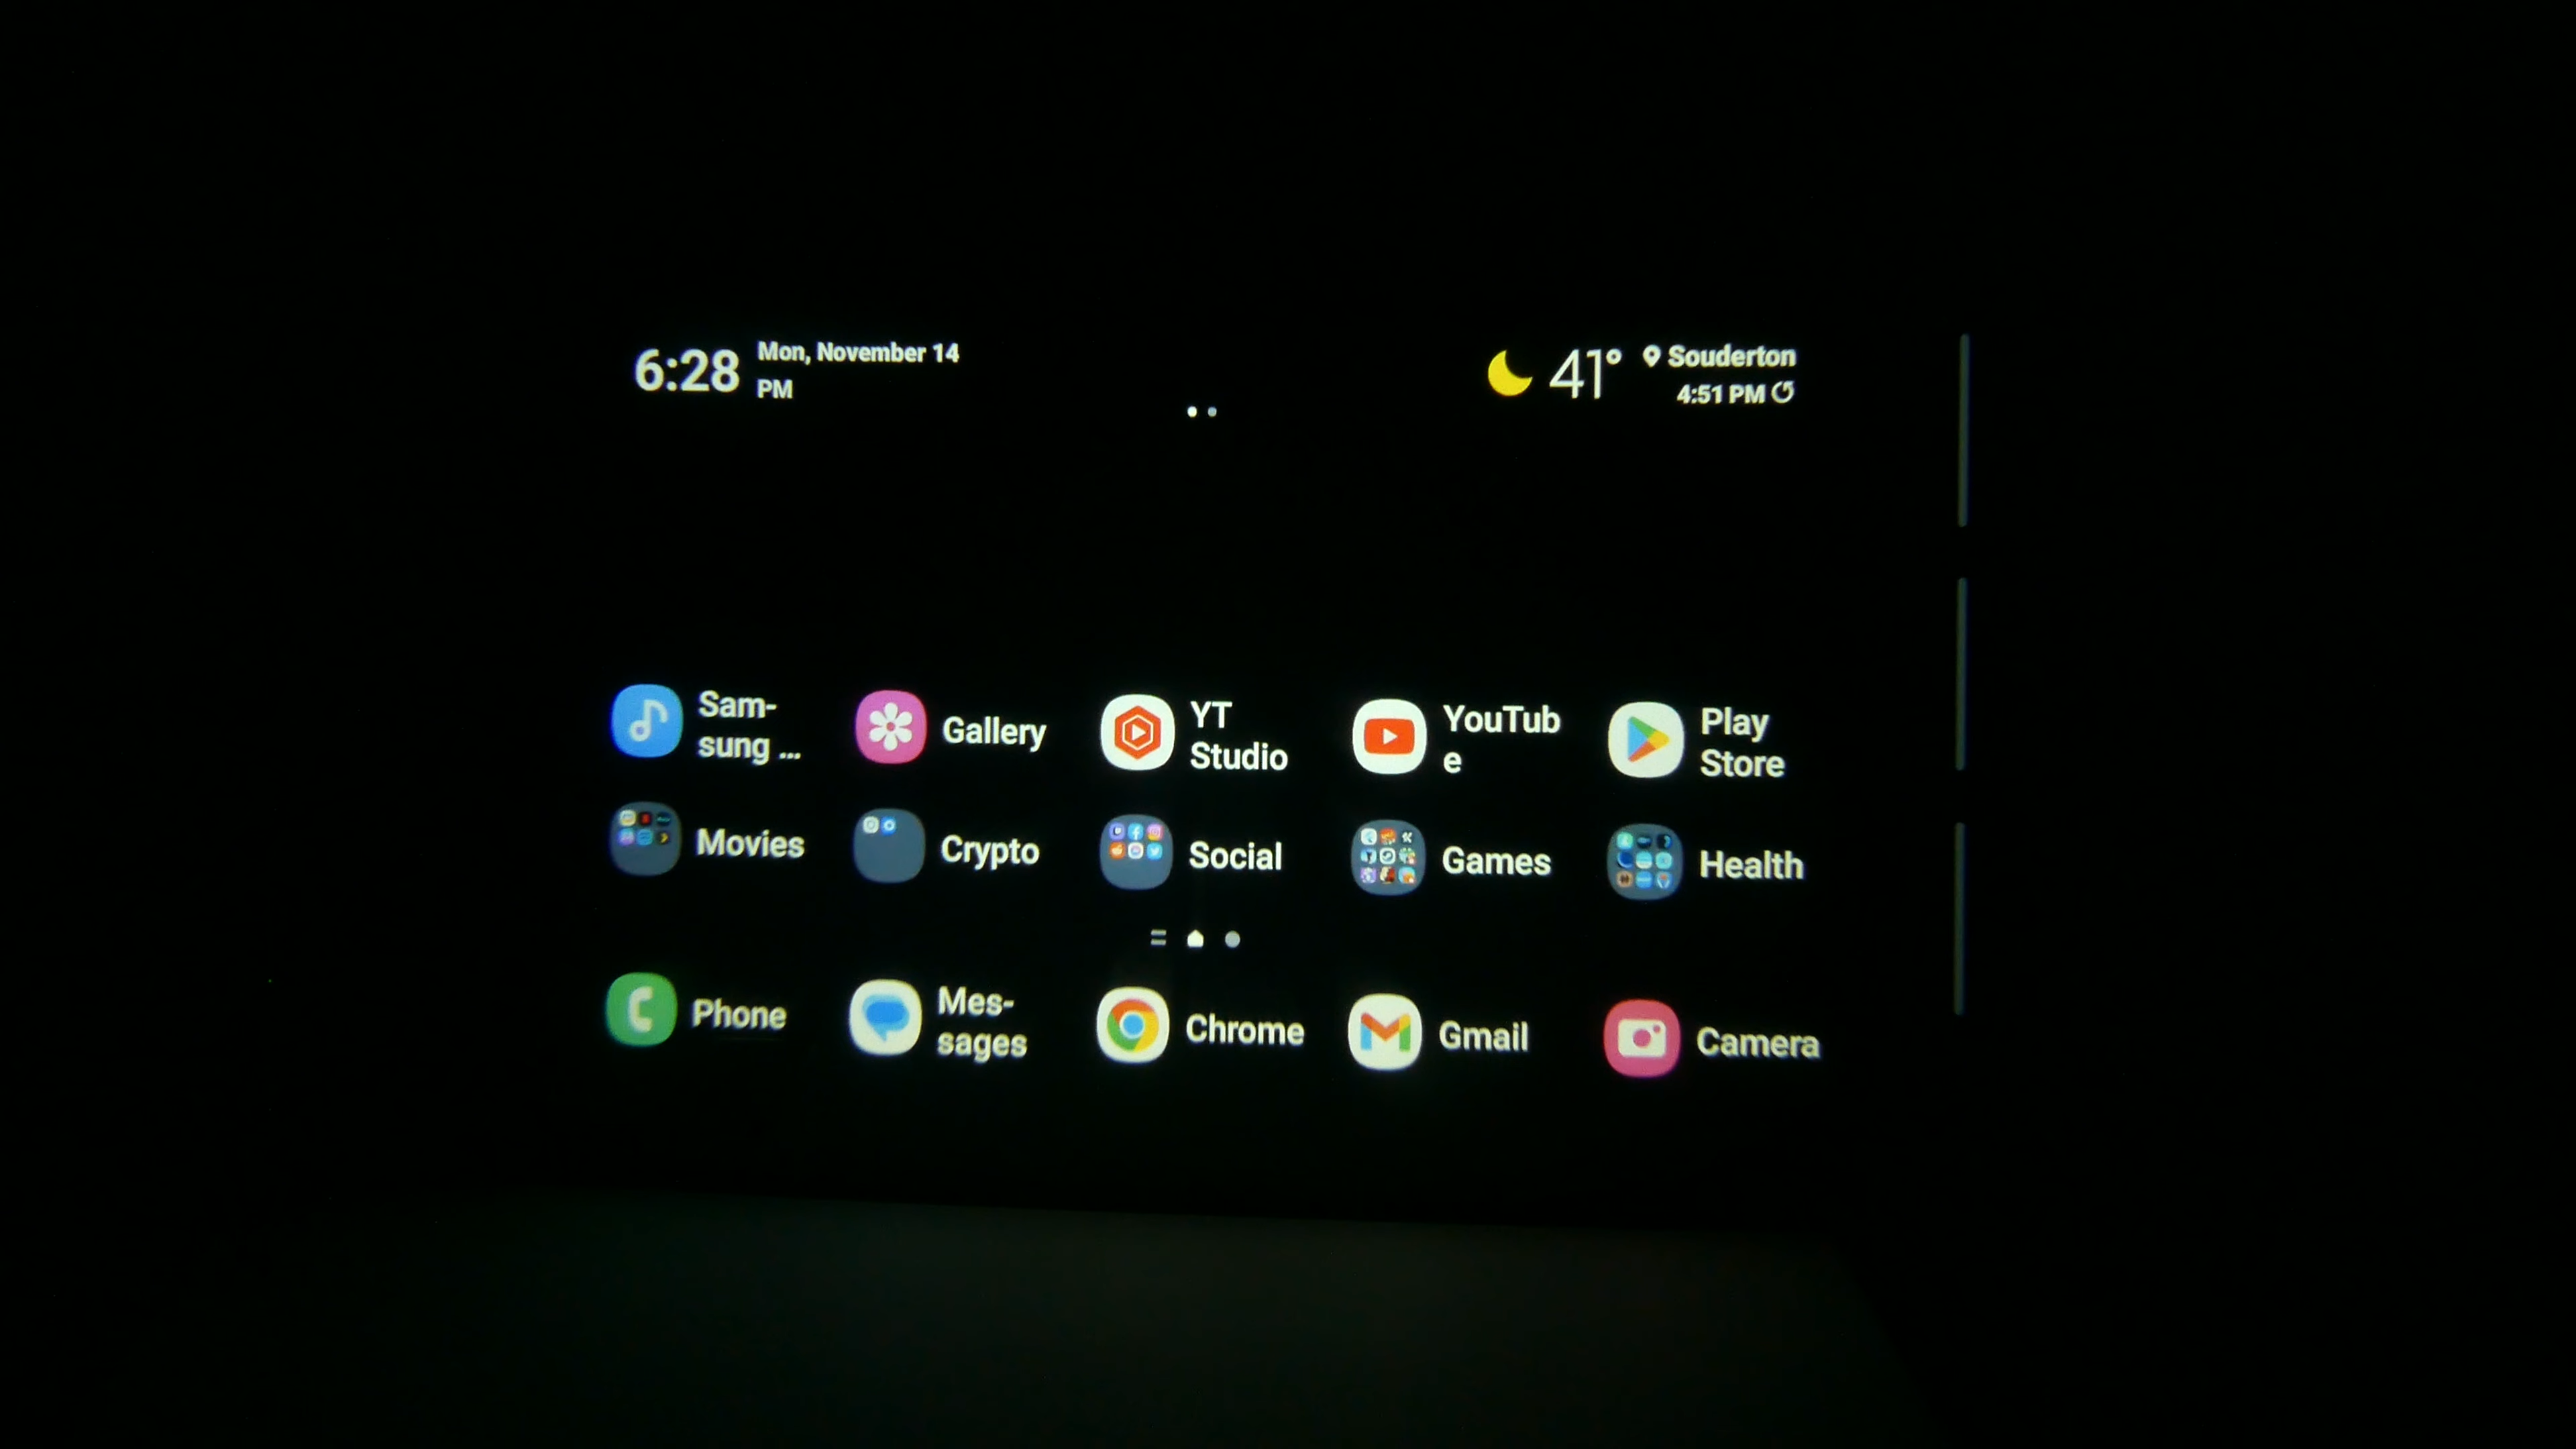 6:28 Mon, November 14
PM
41° Souderton
4:51 PM
Sam-
sung ...
Gallery
YT
Studio
YouTub
e
Play
Store
Movies
Crypto
Social
Games
Health
Phone
Mes-
sages
Chrome
Gmail
Camera